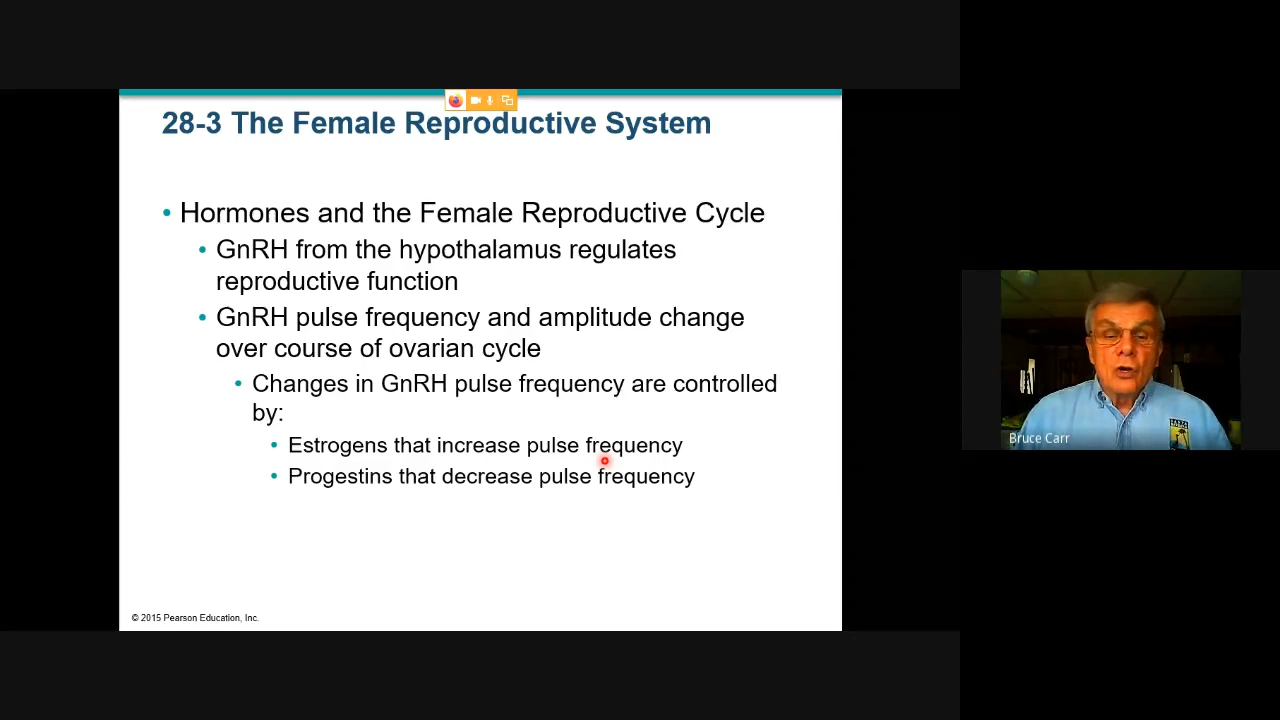 28-3 The Female Reproductive System
• Hormones and the Female Reproductive Cycle
• GnRH from the hypothalamus regulates
reproductive function
• GnRH pulse frequency and amplitude change
over course of ovarian cycle
• Changes in GnRH pulse frequency are controlled
by:
• Estrogens that increase pulse frequency
• Progestins that decrease pulse frequency
© 2015 Pearson Education, Inc.
Bruce Carr